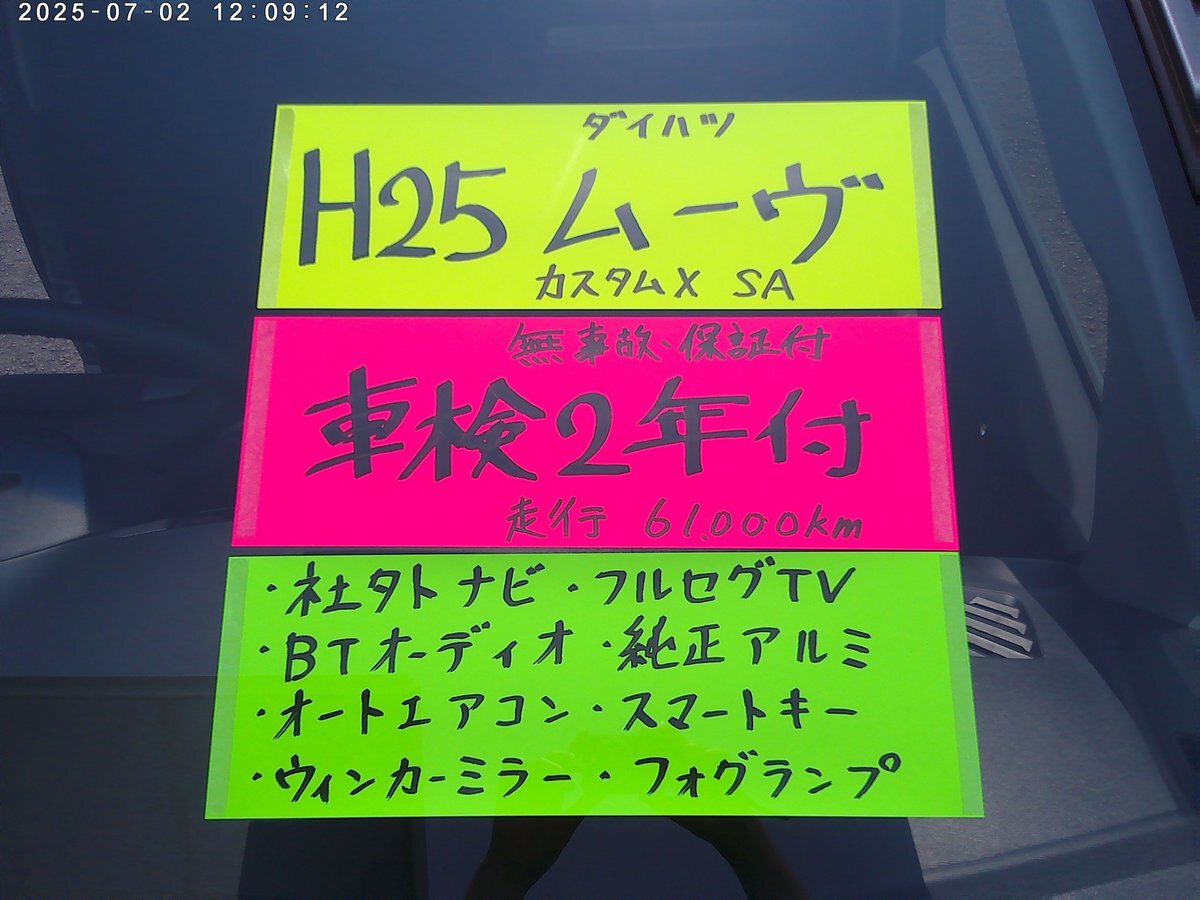 2025-07-02 12:09:12
ダイハツ
H25 ムーヴ
カスタムX SA
無事故・保証付
車検2年付
走行 61,000km
・社外ナビ・フルセグTV
・BTオーディオ・純正アルミ
・オートエアコン・スマートキー
・ウィンカーミラー・フォグランプ